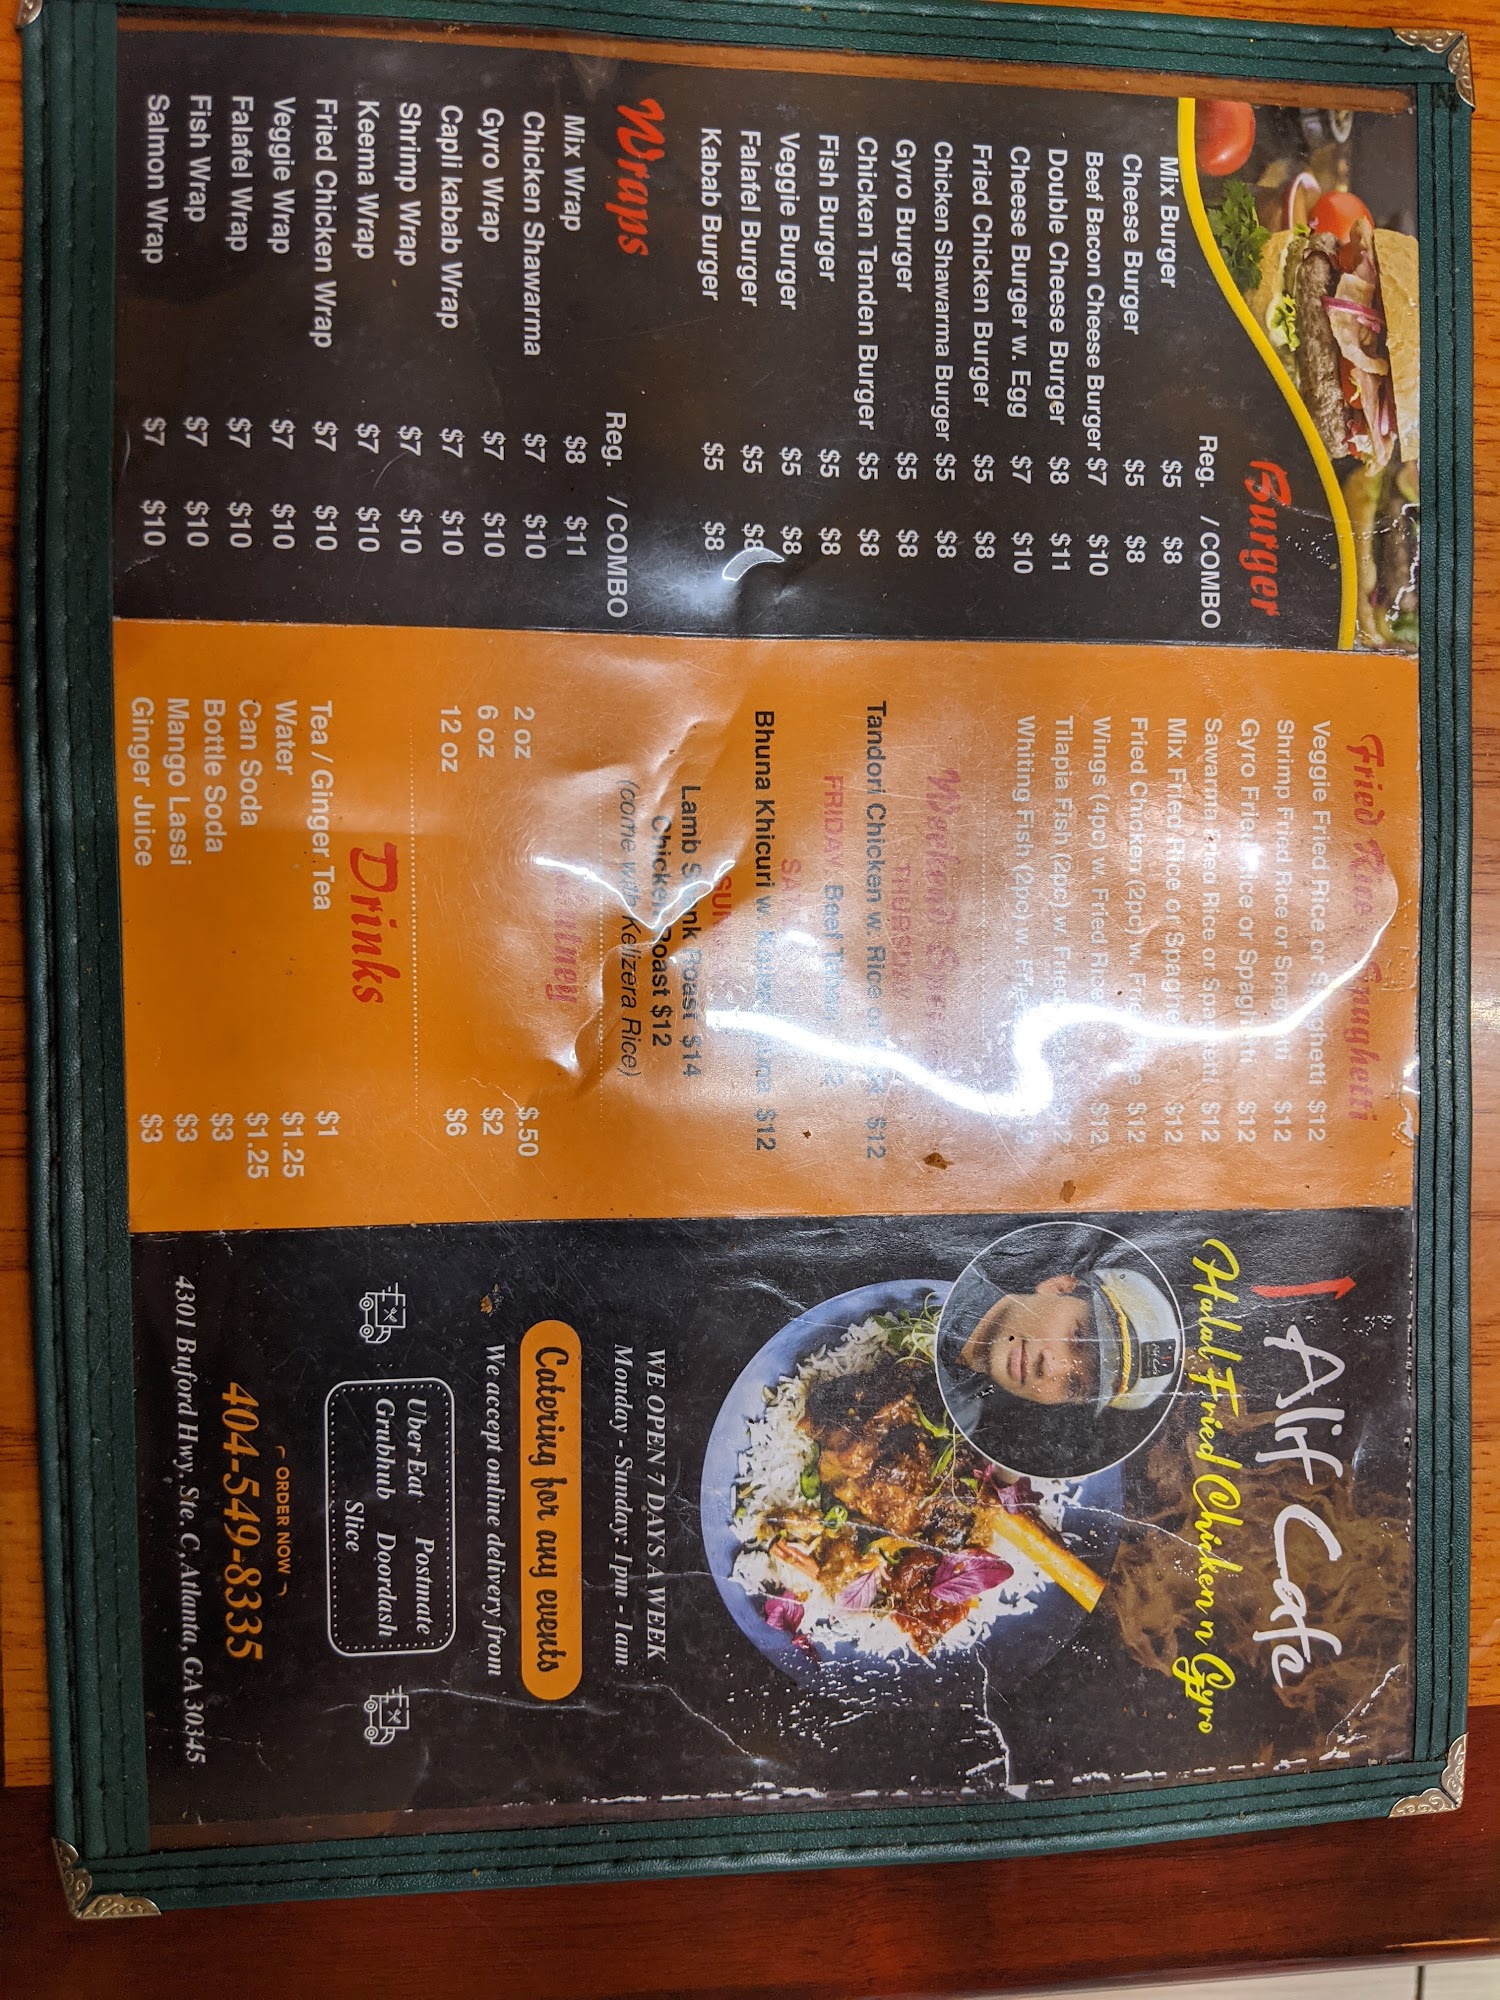 Burger
Reg. / COMBO
Mix Burger $5 $8
Cheese Burger $5 $8
Beef Bacon Cheese Burger $7 $10
Double Cheese Burger $8 $11
Cheese Burger w. Egg $7 $10
Fried Chicken Burger $5 $8
Chicken Shawarma Burger $5 $8
Gyro Burger $5 $8
Chicken Tenden Burger $5 $8
Fish Burger $5 $8
Veggie Burger $5 $8
Falafel Burger $5 $8
Kabab Burger $5 $8
Wraps
Reg. / COMBO
Mix Wrap $8 $11
Chicken Shawarma $7 $10
Gyro Wrap $7 $10
Capli kabab Wrap $7 $10
Shrimp Wrap $7 $10
Keema Wrap $7 $10
Fried Chicken Wrap $7 $10
Veggie Wrap $7 $10
Falafel Wrap $7 $10
Fish Wrap $7 $10
Salmon Wrap $7 $10
Fried Spaghetti
Veggie Fried Rice or $12
Shrimp Fried Rice or $12
Gyro Fried Rice or $12
Sawarma Fried Rice or $12
Mix Fried Rice or $12
Fried Chicken (2pc) w. $12
Wings (4pc) w. Fried $12
Tilapia Fish (2pc) w. $12
Whiting Fish (2pc) w.
Weekend
THURSDAY
Tandori Chicken w. Rice $12
FRIDAY Beef
Bhuna Khicuri w. $12
Lamb Roast $14
Chicken Roast $12
(come with Kelizera Rice)
2 oz $.50
6 oz $2
12 oz $6
Drinks
Tea / Ginger Tea $1
Water $1.25
Can Soda $1.25
Bottle Soda $3
Mango Lassi $3
Ginger Juice $3
Alif Cafe
Halal Fried Chicken n Gyro
WE OPEN 7 DAYS A WEEK
Monday - Sunday: 1pm - 1am
Catering for any events
We accept online delivery from
Uber Eat Postmate
Grubhub Doordash
Slice
ORDER NOW
404-549-8335
4301 Buford Hwy. Ste. C, Atlanta, GA 30345